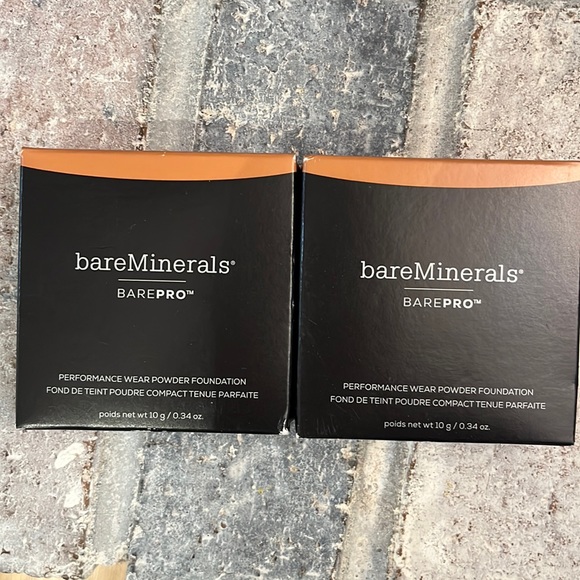 bareMinerals®
BAREPRO™
PERFORMANCE WEAR POWDER FOUNDATION
FOND DE TEINT POUDRE COMPACT TENUE PARFAITE
poids net wt 10 g / 0.34 oz.
bareMinerals®
BAREPRO™
PERFORMANCE WEAR POWDER FOUNDATION
FOND DE TEINT POUDRE COMPACT TENUE PARFAITE
poids net wt 10 g / 0.34 oz.